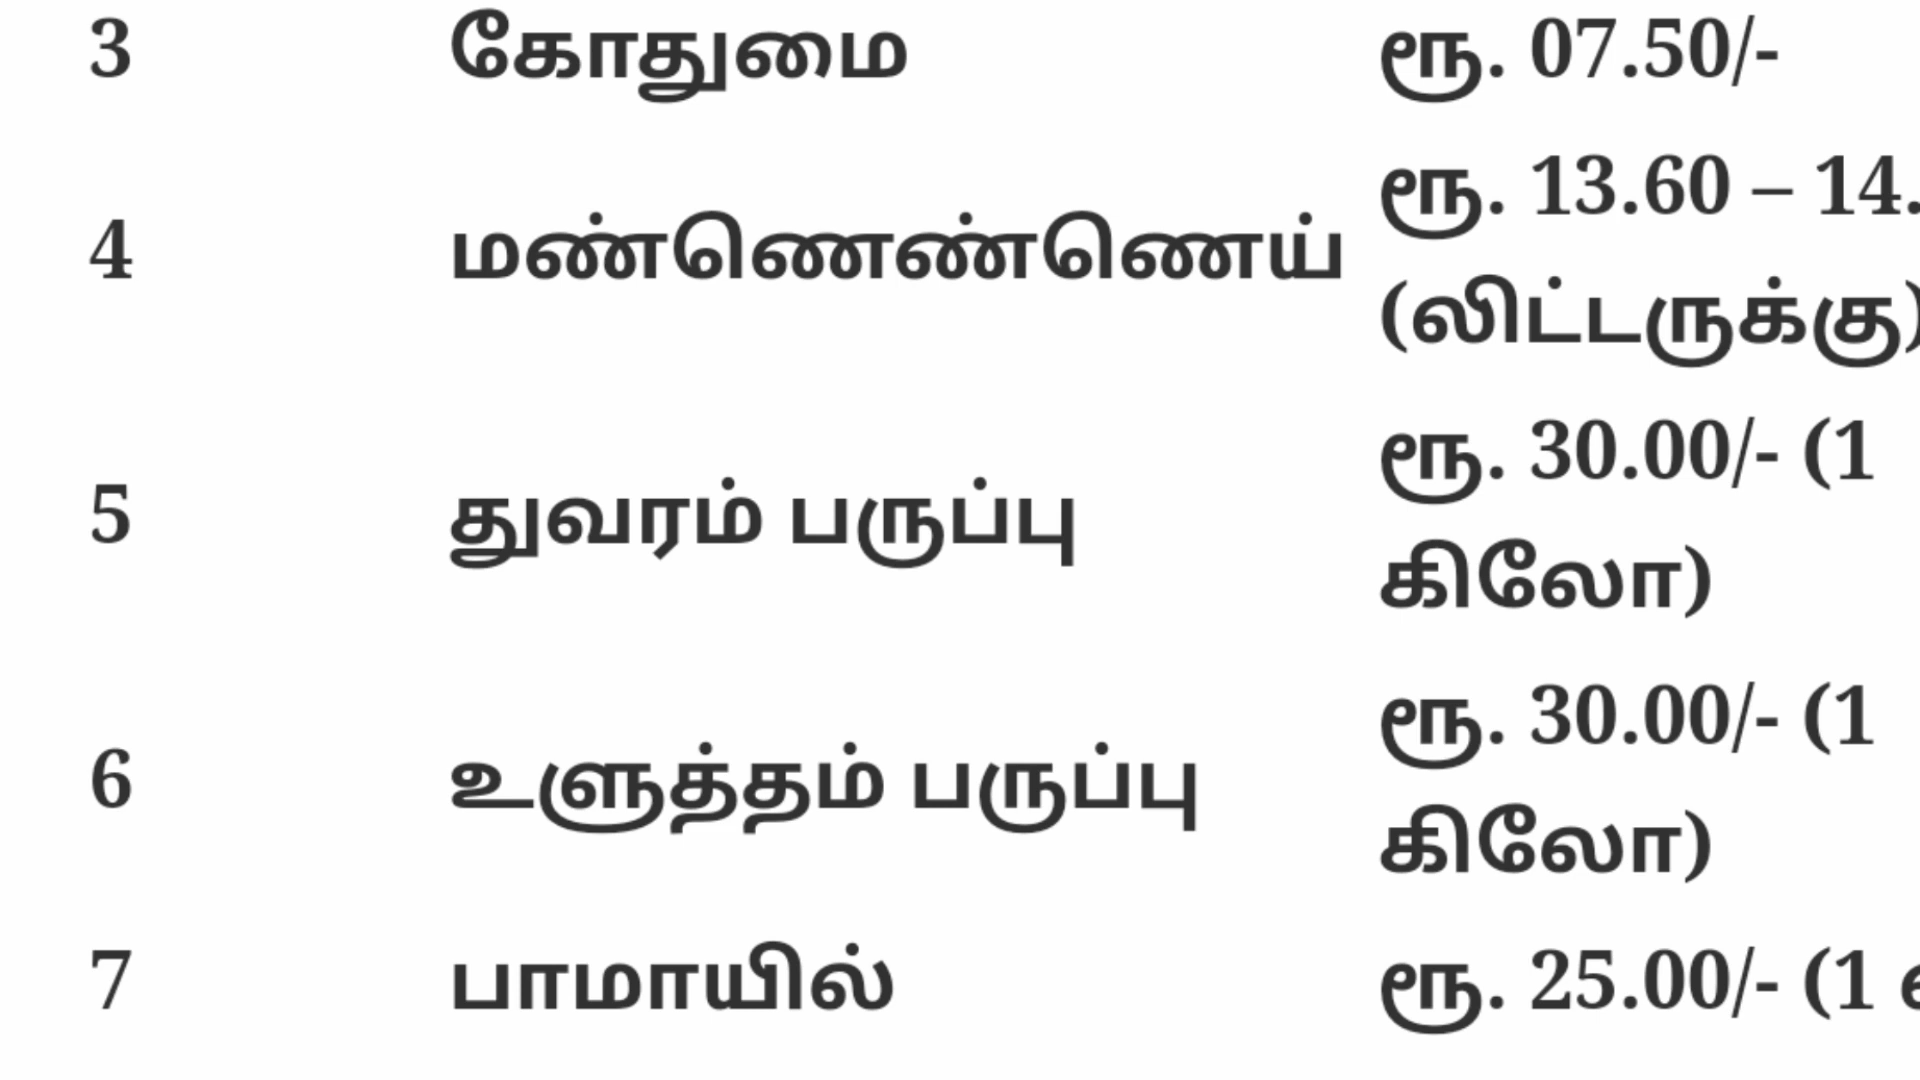 3 கோதுமை ரூ. 07.50/-
ரூ. 13.60 – 14.
4 மண்ணெண்ணெய்
(லிட்டருக்கு)
ரூ. 30.00/- (1
5 துவரம் பருப்பு
கிலோ)
ரூ. 30.00/- (1
6 உளுத்தம் பருப்பு
கிலோ)
7 பாமாயில் ரூ. 25.00/- (1